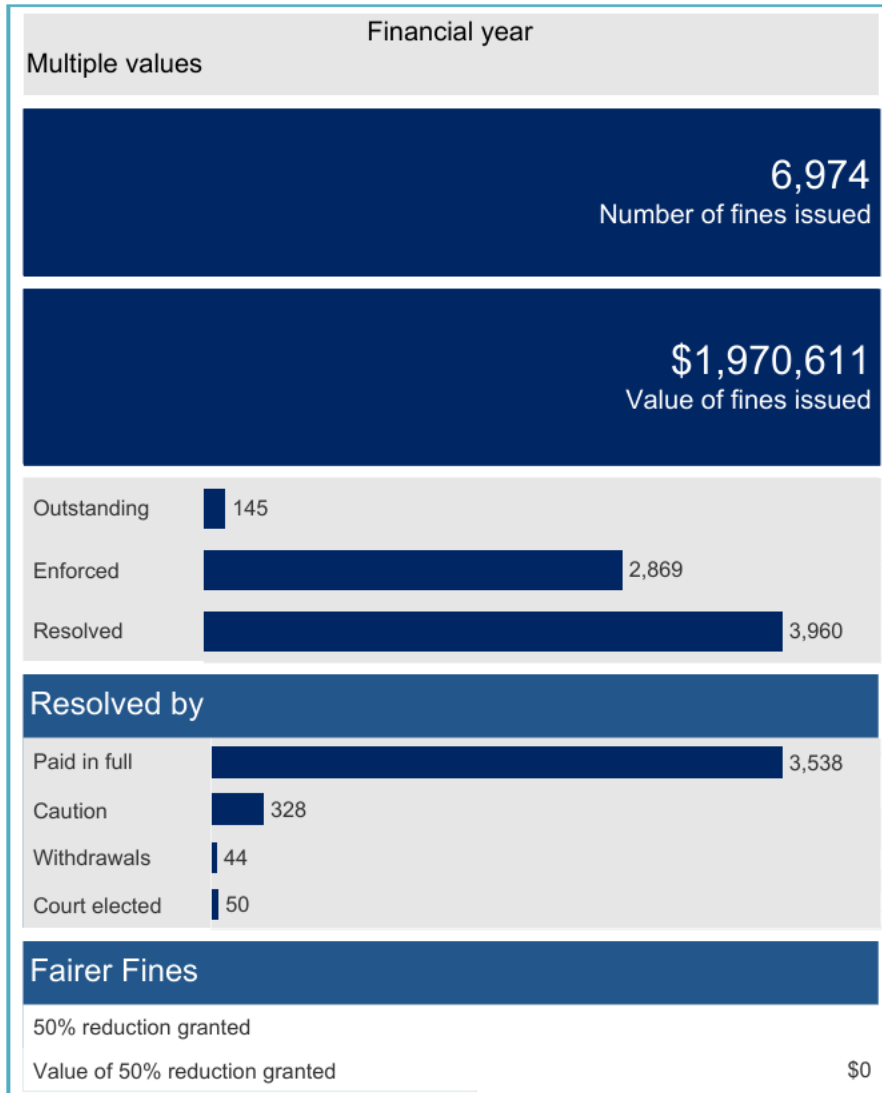 Financial year
Multiple values
6,974
Number of fines issued
$1,970,611
Value of fines issued
Outstanding 145
Enforced 2,869
Resolved 3,960
Resolved by
Paid in full 3,538
Caution 328
Withdrawals 44
Court elected 50
Fairer Fines
50% reduction granted
Value of 50% reduction granted $0